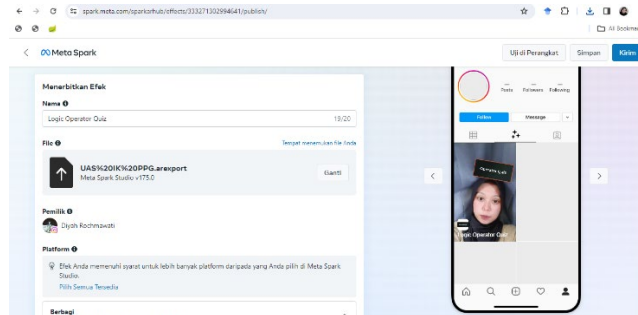 spark.meta.com/sparkarhub/effects/333271302994641/publish/
All Bookmar
Meta Spark
Uji di Perangkat
Simpan
Kirim
Menerbitkan Efek
Nama
Logic Operator Quiz
19/20
File
Tempat menemukan file Anda
UAS%20IK%20PPG.arexport
Meta Spark Studio v175.0
Ganti
Pemilik
Diyah Rochmawati
Platform
Efek Anda memenuhi syarat untuk lebih banyak platform daripada yang Anda pilih di Meta Spark
Studio.
Pilih Semua Tersedia
Berbagi
Posts
Followers
Following
Follow
Message
Operator Logic
Logic Operator Quiz